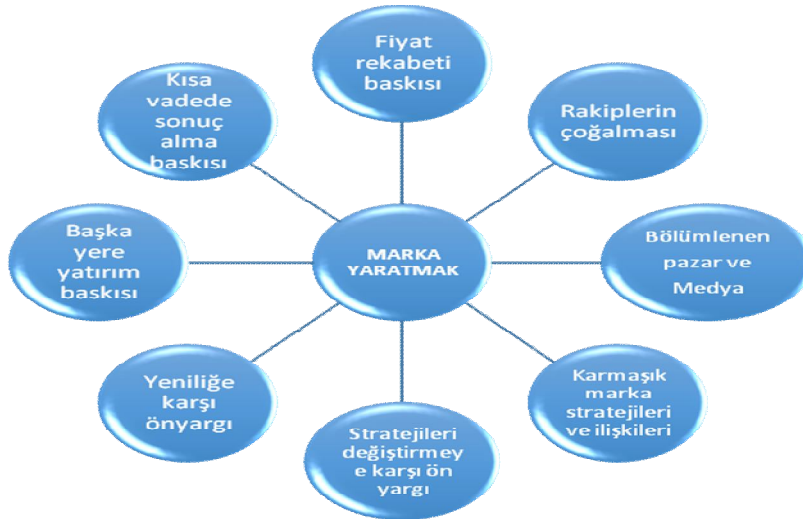 Fiyat
rekabeti
baskısı
Rakiplerin
çoğalması
Bölümlenen
pazar ve
Medya
Karmaşık
marka
stratejileri
ve ilişkileri
Stratejileri
değiştirmey
e karşı ön
yargı
Yeniliğe
karşı
önyargı
Başka
yere
yatırım
baskısı
Kısa
vadede
sonuç
alma
baskısı
MARKA
YARATMAK